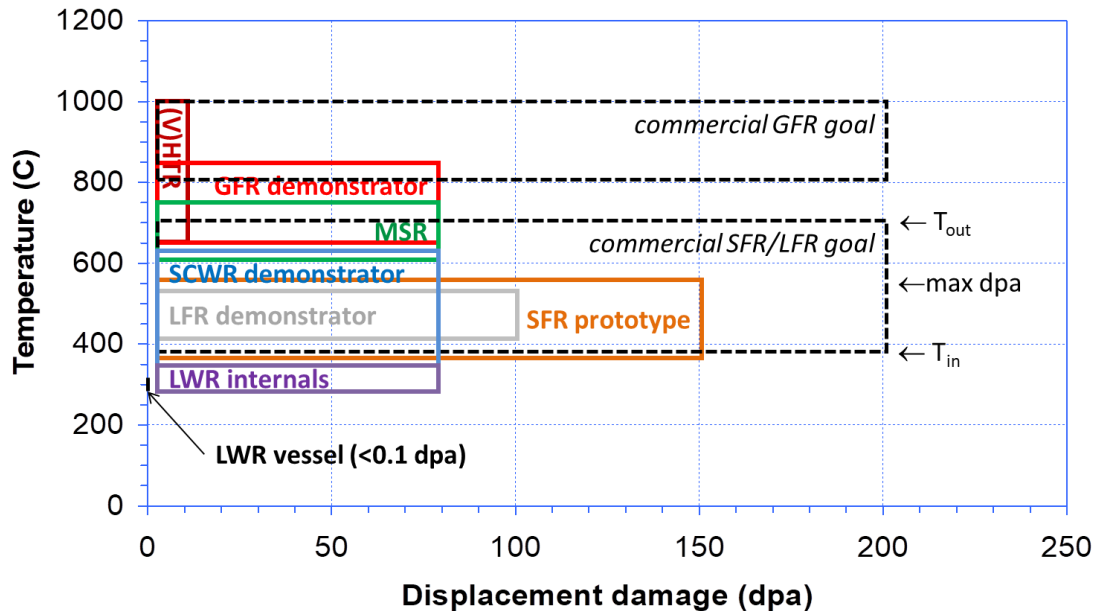 1200
1000
800
600
400
200
0
Temperature (C)
(V)HTR
commercial GFR goal
GFR demonstrator
MSR
← Tout
commercial SFR/LFR goal
SCWR demonstrator
←max dpa
LFR demonstrator
SFR prototype
← Tin
LWR internals
LWR vessel (<0.1 dpa)
0 50 100 150 200 250
Displacement damage (dpa)